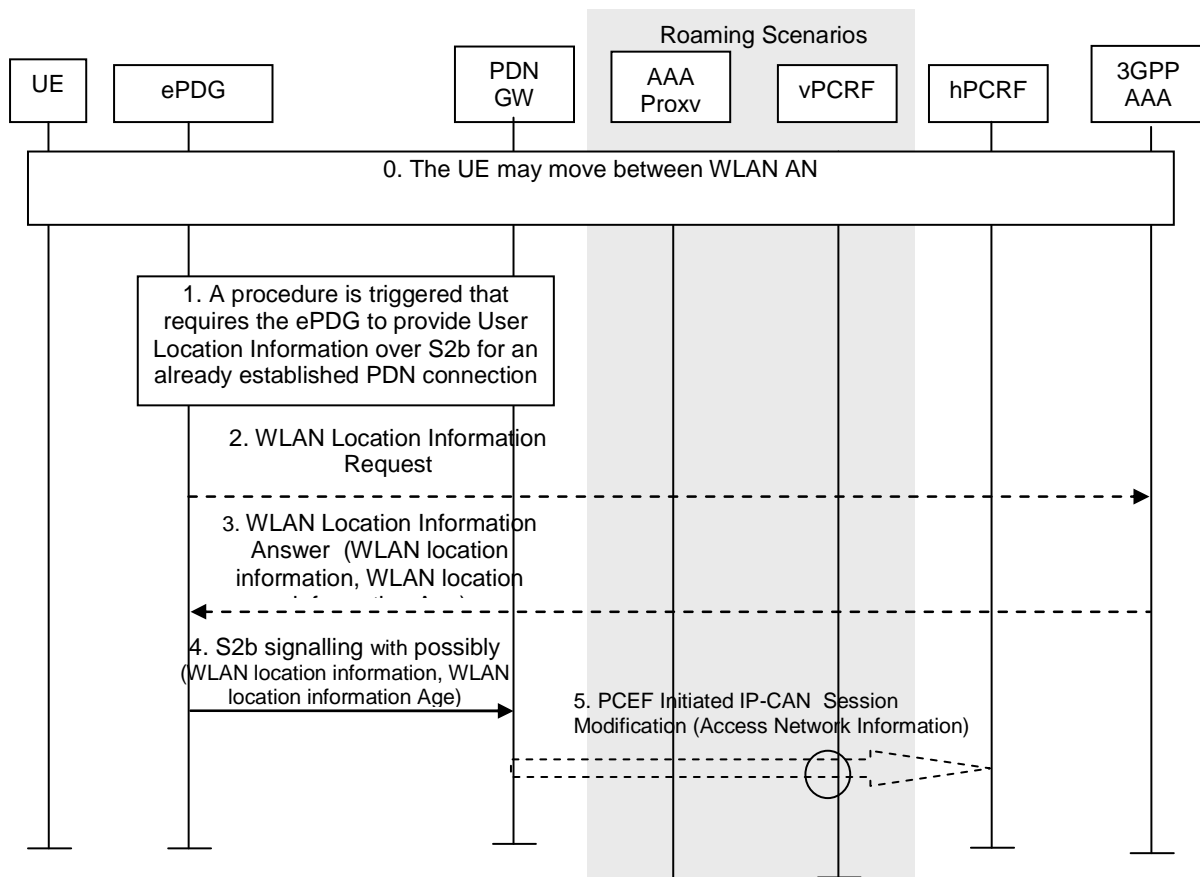 Roaming Scenarios
UE
ePDG
PDN
GW
AAA
Proxy
vPCRF
hPCRF
3GPP
AAA
0. The UE may move between WLAN AN
1. A procedure is triggered that
requires the ePDG to provide User
Location Information over S2b for an
already established PDN connection
2. WLAN Location Information
Request
3. WLAN Location Information
Answer (WLAN location
information, WLAN location
4. S2b signalling with possibly
(WLAN location information, WLAN
location information Age)
5. PCEF Initiated IP-CAN Session
Modification (Access Network Information)